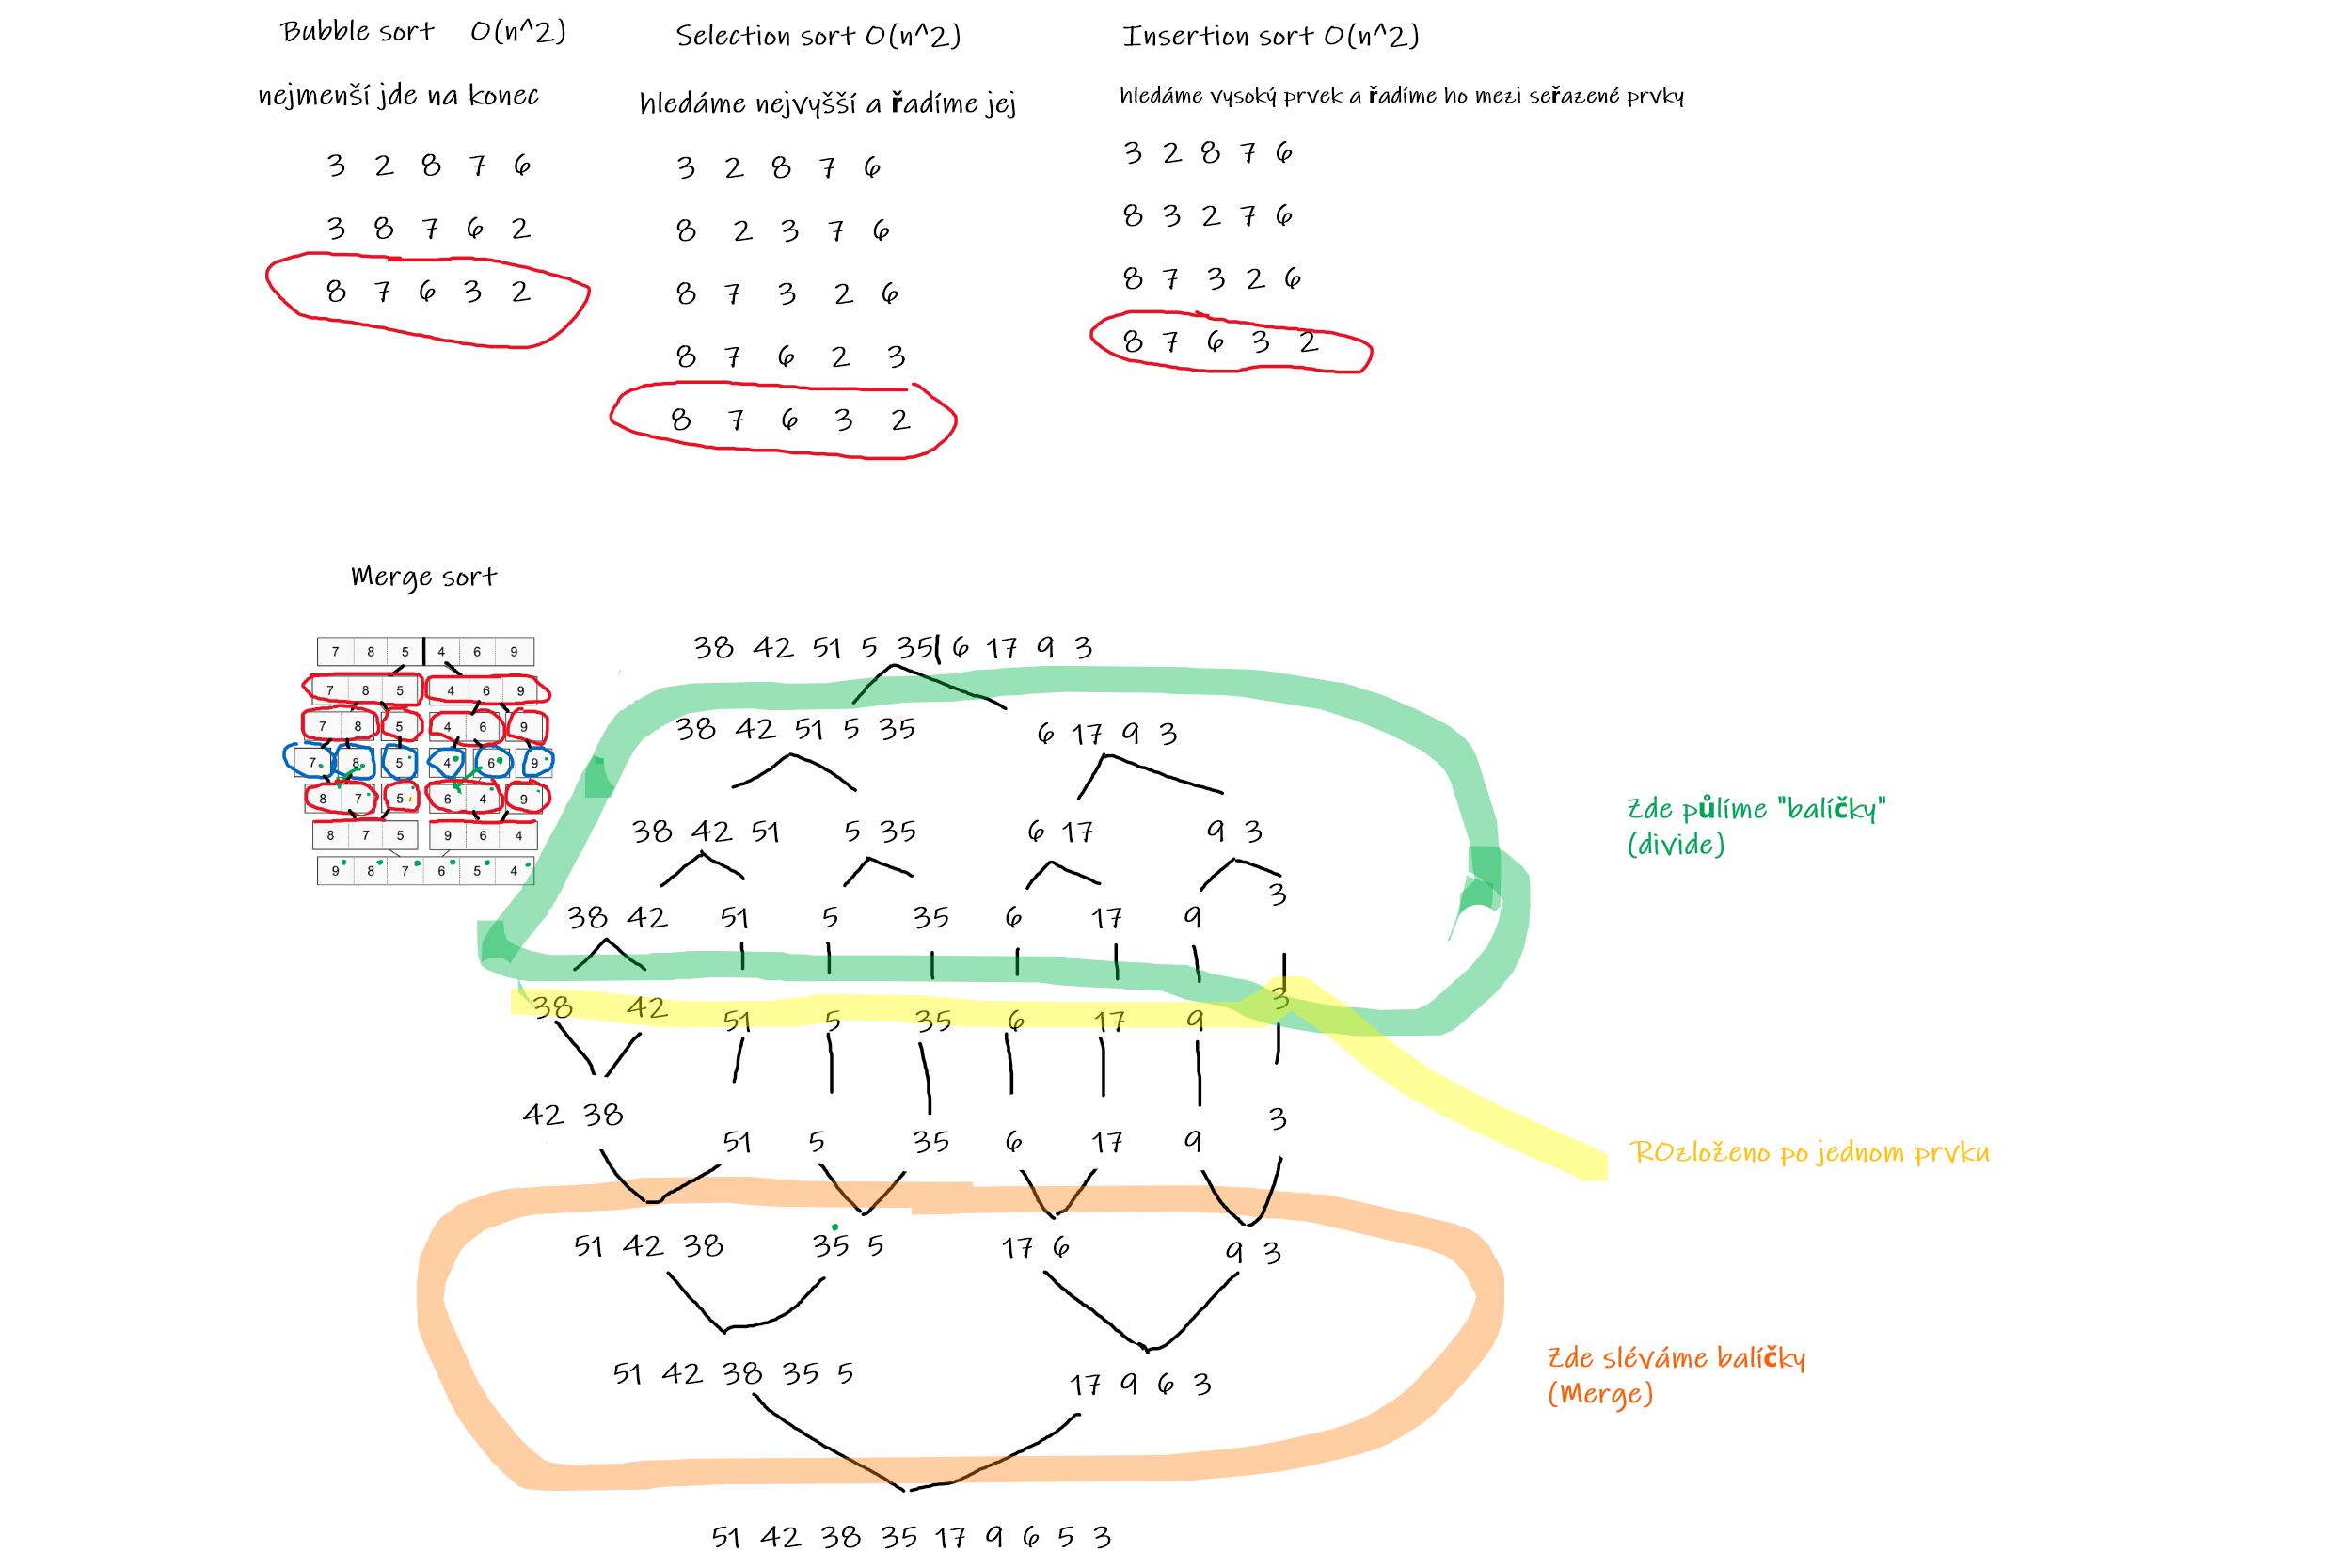 Bubble sort O(n^2)
nejmenší jde na konec
3 2 8 7 6
3 8 7 6 2
8 7 6 3 2
Selection sort O(n^2)
hledáme nejvyšší a řadíme jej
3 2 8 7 6
8 2 3 7 6
8 7 3 2 6
8 7 6 2 3
8 7 6 3 2
Insertion sort O(n^2)
hledáme vysoký prvek a řadíme ho mezi seřazené prvky
3 2 8 7 6
8 3 2 7 6
8 7 3 2 6
8 7 6 3 2
Merge sort
7 8 5 4 6 9
7 8 5 4 6 9
7 8 5 4 6 9
7 8 5 4 6 9
8 7 5 6 4 9
8 7 5 9 6 4
9 8 7 6 5 4
38 42 51 5 35 6 17 9 3
38 42 51 5 35 6 17 9 3
38 42 51 5 35 6 17 9 3
38 42 51 5 35 6 17 9 3
38 42 51 5 35 6 17 9 3
42 38 51 5 35 6 17 9 3
51 42 38 35 5 17 6 9 3
51 42 38 35 5 17 9 6 3
51 42 38 35 17 9 6 5 3
Zde půlíme "balíčky"
(divide)
ROzloženo po jednom prvku
Zde sléváme balíčky
(Merge)